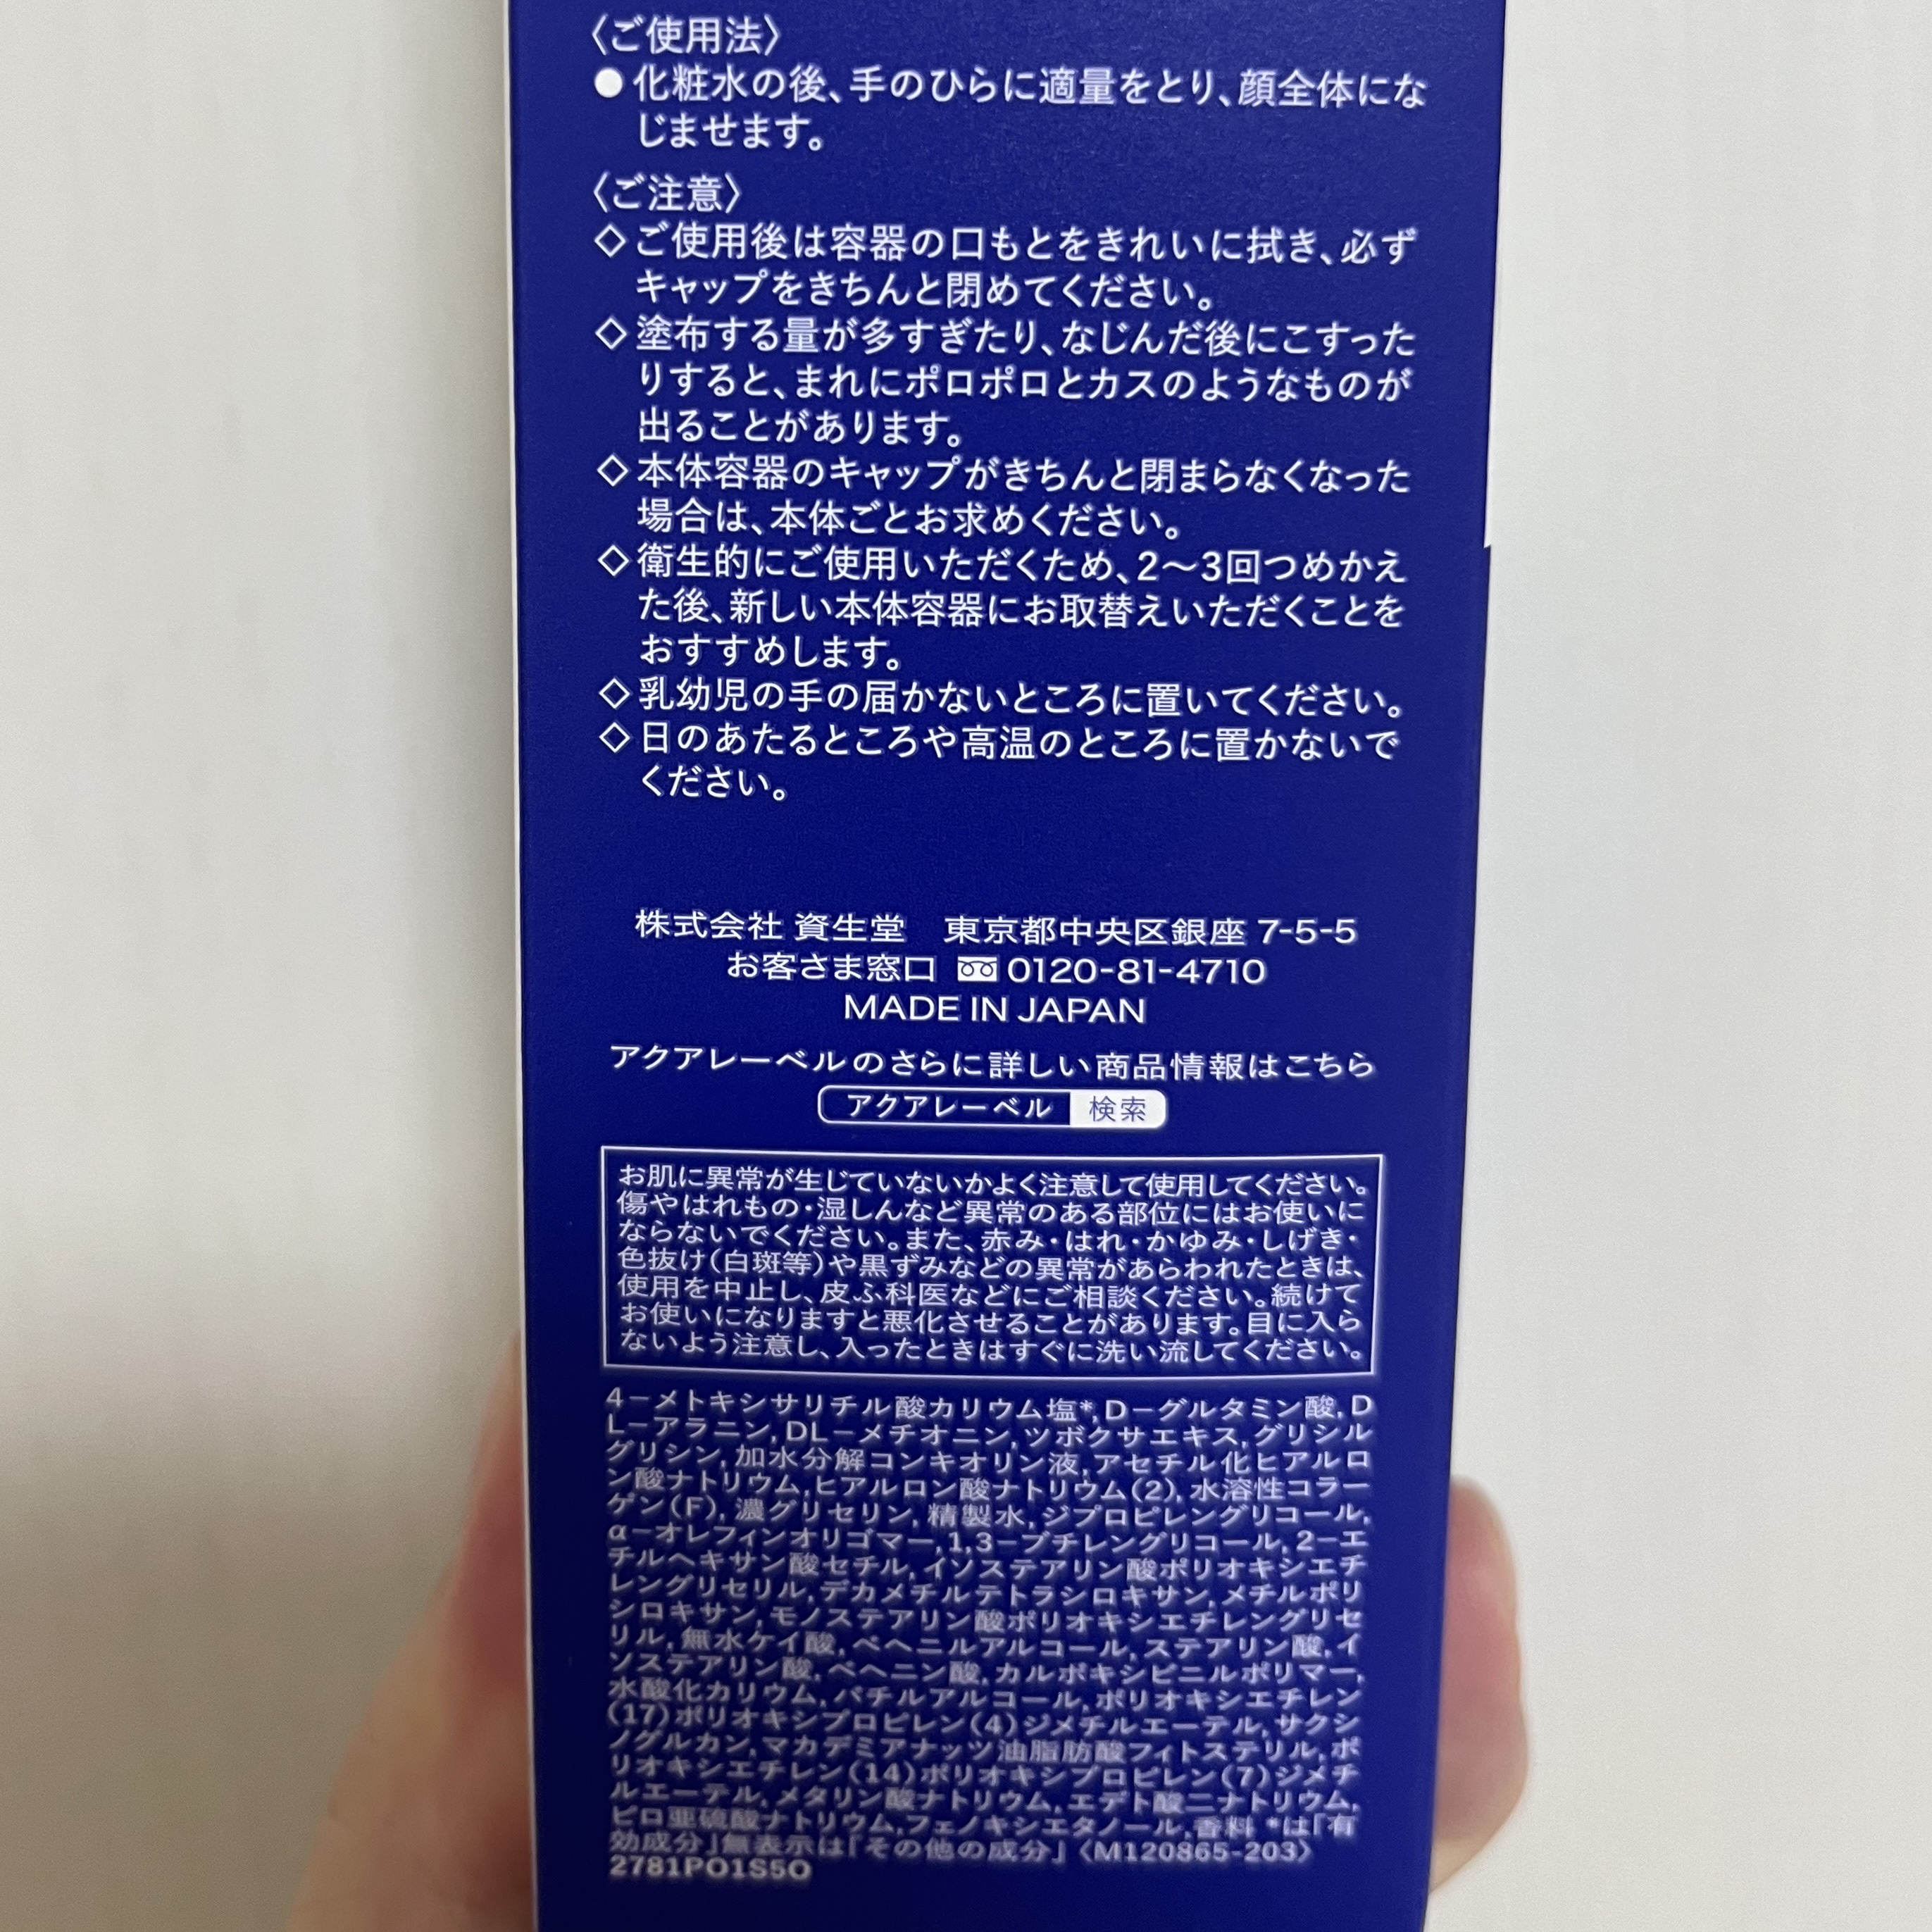 〈ご使用法〉
●化粧水の後、手のひらに適量をとり、顔全体にな
じませます。
〈ご注意〉
◇ご使用後は容器の口もとをきれいに拭き、必ず
キャップをきちんと閉めてください。
◇塗布する量が多すぎたり、なじんだ後にこすった
りすると、まれにポロポロとカスのようなものが
出ることがあります。
◇本体容器のキャップがきちんと閉まらなくなった
場合は、本体ごとお求めください。
◇衛生的にご使用いただくため、2〜3回つめかえ
た後、新しい本体容器にお取替えいただくことを
おすすめします。
◇乳幼児の手の届かないところに置いてください。
◇日のあたるところや高温のところに置かないで
ください。
株式会社 資生堂　東京都中央区銀座 7-5-5
お客さま窓口 0120-81-4710
MADE IN JAPAN
アクアレーベルのさらに詳しい商品情報はこちら
アクアレーベル 検索
お肌に異常が生じていないかよく注意して使用してください。
傷やはれもの・湿しんなど異常のある部位にはお使いに
ならないでください。また、赤み・はれ・かゆみ・しげき・
色抜け(白斑等)や黒ずみなどの異常があらわれたときは、
使用を中止し、皮ふ科医などにご相談ください。続けて
お使いになりますと悪化させることがあります。目に入ら
ないよう注意し、入ったときはすぐに洗い流してください。
4-メトキシサリチル酸カリウム塩*, D-グルタミン酸, D
L-アラニン, DL-メチオニン, ツボクサエキス, グリシル
グリシン, 加水分解コンキオリン液, アセチル化ヒアルロ
ン酸ナトリウム, ヒアルロン酸ナトリウム(2), 水溶性コラー
ゲン(F), 濃グリセリン, 精製水, ジプロピレングリコール,
α-オレフィンオリゴマー, 1,3-ブチレングリコール, 2-エ
チルヘキサン酸セチル, イソステアリン酸ポリオキシエチ
レングリセリル, デカメチルテトラシロキサン, メチルポリ
シロキサン, モノステアリン酸ポリオキシエチレングリセ
リル, 無水ケイ酸, ベヘニルアルコール, ステアリン酸, イ
ソステアリン酸, ベヘニン酸, カルボキシビニルポリマー,
水酸化カリウム, バチルアルコール, ポリオキシエチレン
(17)ポリオキシプロピレン(4)ジメチルエーテル, サクシ
ノグルカン, マカデミアナッツ油脂肪酸フィトステリル, ポ
リオキシエチレン(14)ポリオキシプロピレン(7)ジメチ
ルエーテル, メタリン酸ナトリウム, エデト酸二ナトリウム,
ピロ亜硫酸ナトリウム, フェノキシエタノール, 香料 *は「有
効成分」無表示は「その他の成分」〈M120865-203〉
2781PO1S5O